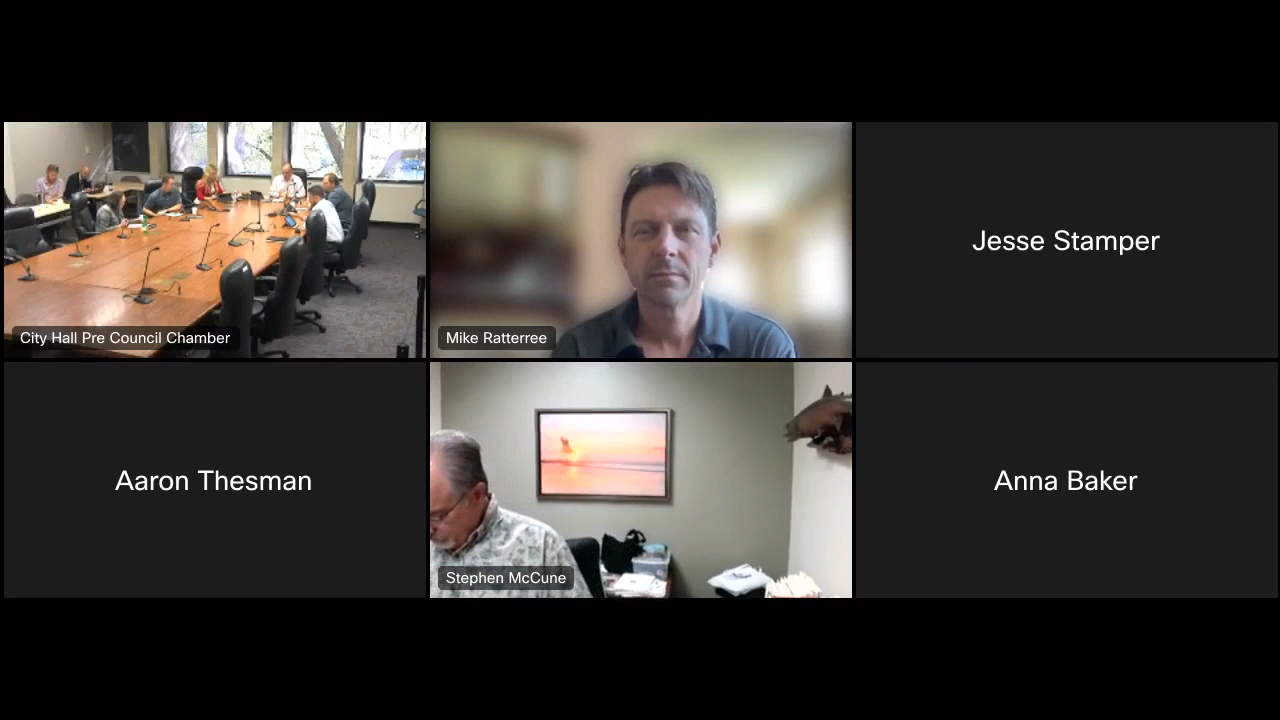 City Hall Pre Council Chamber
Mike Ratterree
Jesse Stamper
Aaron Thesman
Stephen McCune
Anna Baker